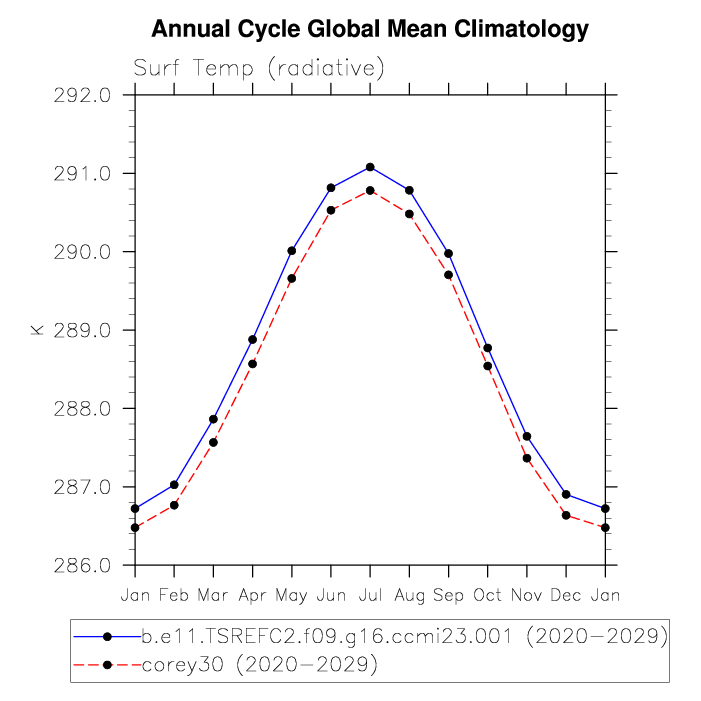 Annual Cycle Global Mean Climatology
Surf Temp (radiative)
292.0
291.0
290.0
289.0
288.0
287.0
286.0
K
Jan Feb Mar Apr May Jun Jul Aug Sep Oct Nov Dec Jan
b.e11.TSREFC2.f09.g16.ccmi23.001 (2020-2029)
corey30 (2020-2029)